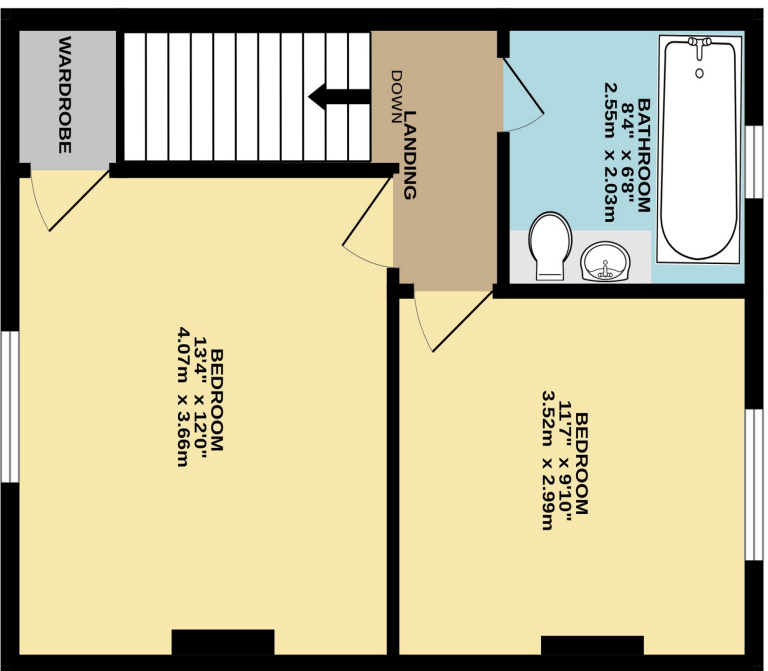 WARDROBE
DOWN
LANDING
BATHROOM
8'4" x 6'8"
2.55m x 2.03m
BEDROOM
13'4" x 12'0"
4.07m x 3.66m
BEDROOM
11'7" x 9'10"
3.52m x 2.99m